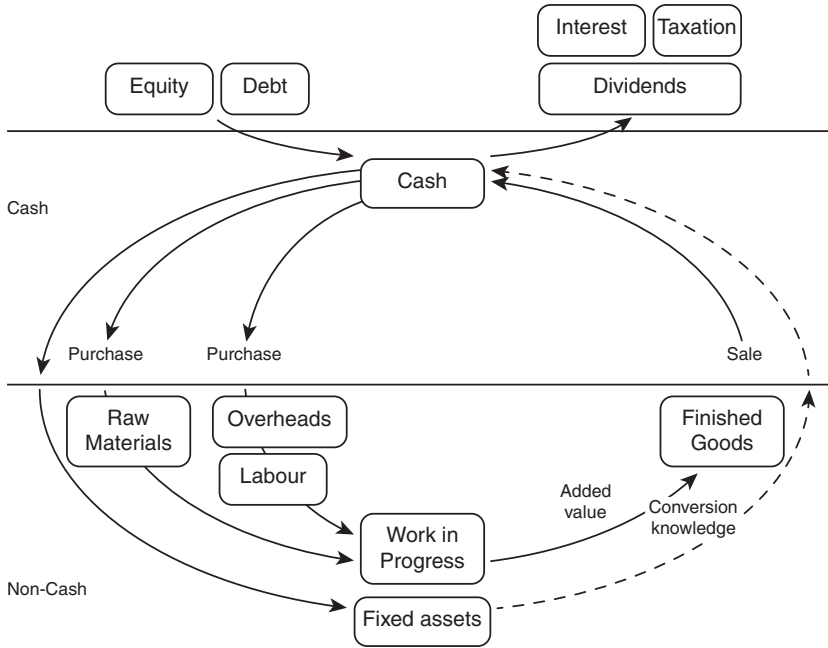 Interest
Taxation
Equity
Debt
Dividends
Cash
Cash
Purchase
Purchase
Sale
Raw
Materials
Overheads
Labour
Finished
Goods
Added
value
Conversion
knowledge
Work in
Progress
Non-Cash
Fixed assets